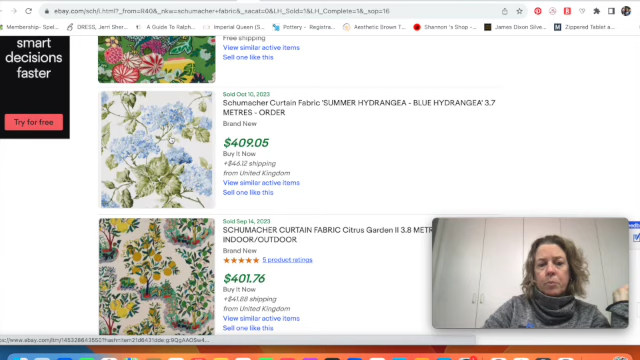 ebay.com/sch/i.html?_from=R40&_nkw=schumacher+fabric&_sacat=0&LH_Sold=1&LH_Complete=1&_sop=16
Membership- Spel...
DRESS, Jerri Sher...
A Guide To Ralph...
Imperial Queen (S...
Pottery
Aesthetic Brown T...
Shannon 's Shop -...
James Dixon Silve...
Zippered Tablet a...
smart
decisions
faster
Try for free
Free shipping
View similar active items
Sell one like this
Sold Oct 10, 2023
Schumacher Curtain Fabric 'SUMMER HYDRANGEA - BLUE HYDRANGEA' 3.7
METRES - ORDER
Brand New
$409.05
Buy It Now
+$46.12 shipping
from United Kingdom
View similar active items
Sell one like this
Sold Sep 14, 2023
SCHUMACHER CURTAIN FABRIC Citrus Garden II 3.8
INDOOR/OUTDOOR
Brand New
5 product ratings
$401.76
Buy It Now
+$41.88 shipping
from United Kingdom
View similar active items
Sell one like this